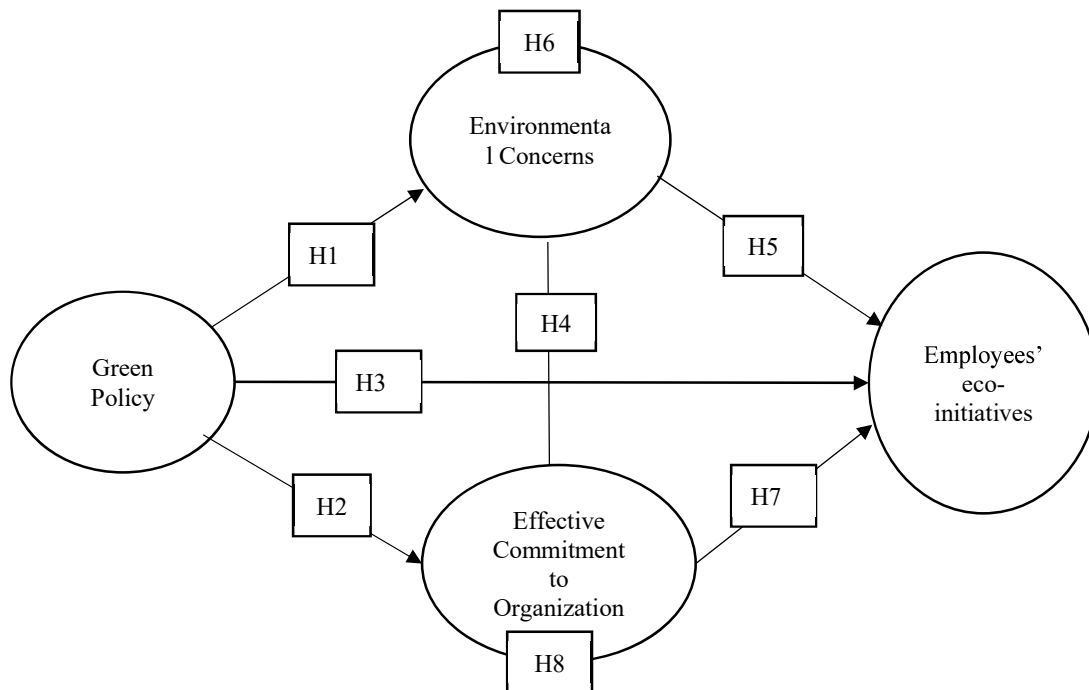 H6
Environmenta
l Concerns
H1
H5
H4
Green
Policy
H3
Employees’
eco-
initiatives
H2
H7
Effective
Commitment
to
Organization
H8